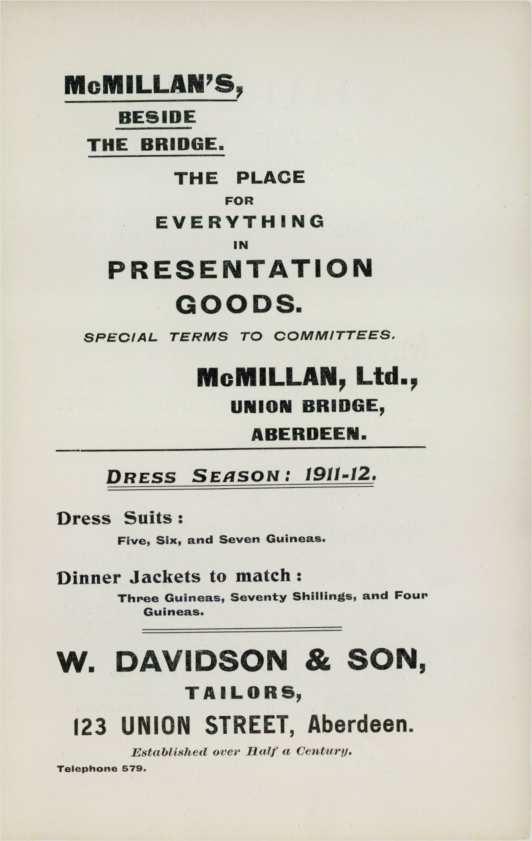 McMILLAN'S,
BESIDE
THE BRIDGE.
THE PLACE
FOR
EVERYTHING
IN
PRESENTATION
GOODS.
SPECIAL TERMS TO COMMITTEES.
McMILLAN, Ltd.,
UNION BRIDGE,
ABERDEEN.
DRESS SEASON: 1911-12.
Dress Suits:
Five, Six, and Seven Guineas.
Dinner Jackets to match:
Three Guineas, Seventy Shillings, and Four
Guineas.
W. DAVIDSON & SON,
TAILORS,
123 UNION STREET, Aberdeen.
Established over Half a Century.
Telephone 579.